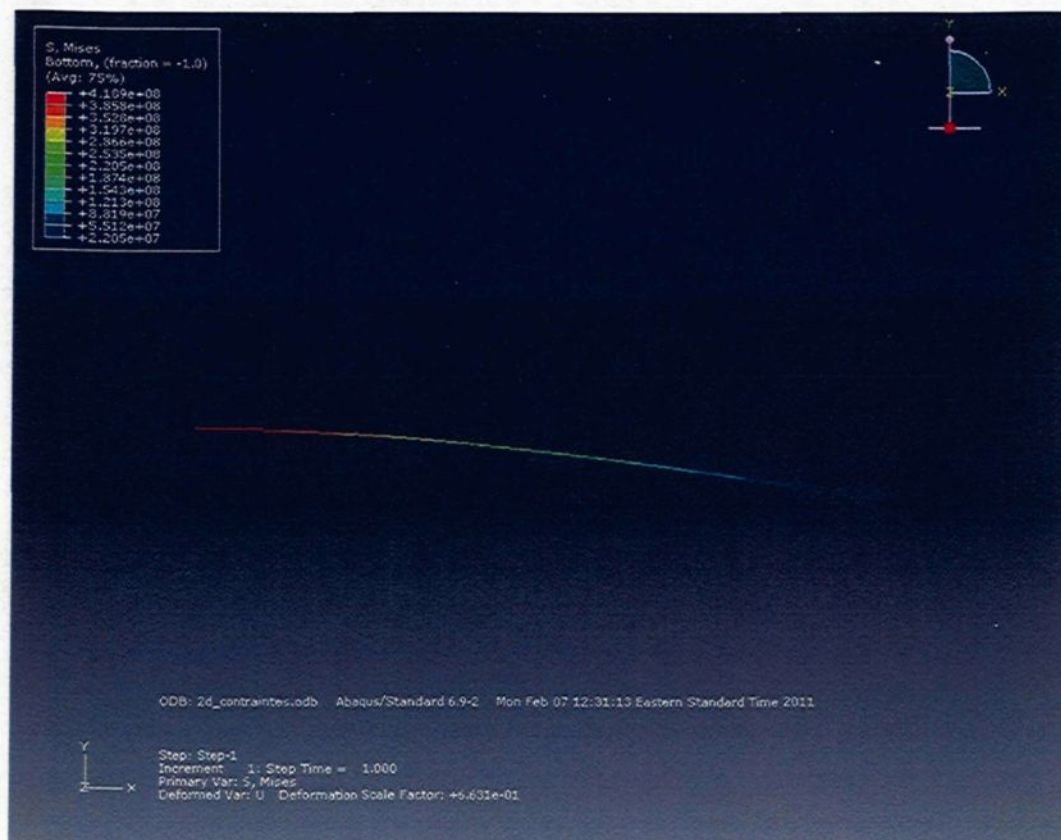 S, Mises
Bottom, (fraction = -1.0)
(Avg: 75%)
+4.189e+08
+3.858e+08
+3.528e+08
+3.197e+08
+2.866e+08
+2.535e+08
+2.205e+08
+1.874e+08
+1.543e+08
+1.213e+08
+8.819e+07
+5.512e+07
+2.205e+07
Y
Z X
ODB: 2d_contraintes.odb Abaqus/Standard 6.9-2 Mon Feb 07 12:31:13 Eastern Standard Time 2011
Y
Z X
Step: Step-1
Increment 1: Step Time = 1.000
Primary Var: S, Mises
Deformed Var: U Deformation Scale Factor: +6.631e-01